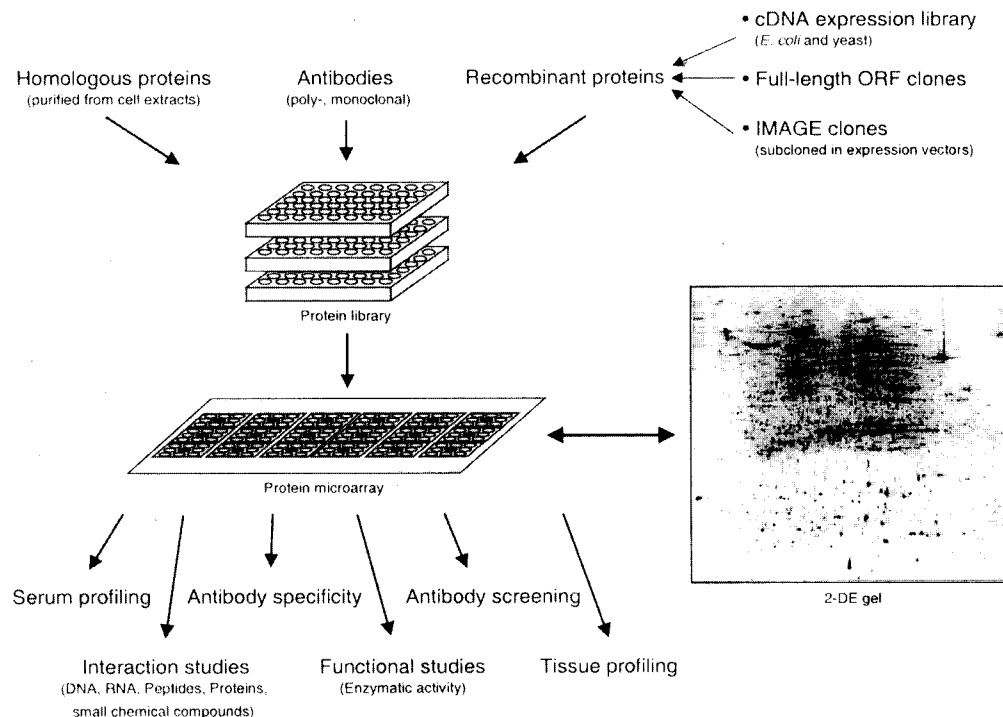 • cDNA expression library
(E. coli and yeast)
Homologous proteins
(purified from cell extracts)
Antibodies
(poly-, monoclonal)
Recombinant proteins
• Full-length ORF clones
• IMAGE clones
(subcloned in expression vectors)
Protein library
Protein microarray
2-DE gel
Serum profiling
Antibody specificity
Antibody screening
Interaction studies
(DNA, RNA, Peptides, Proteins,
small chemical compounds)
Functional studies
(Enzymatic activity)
Tissue profiling